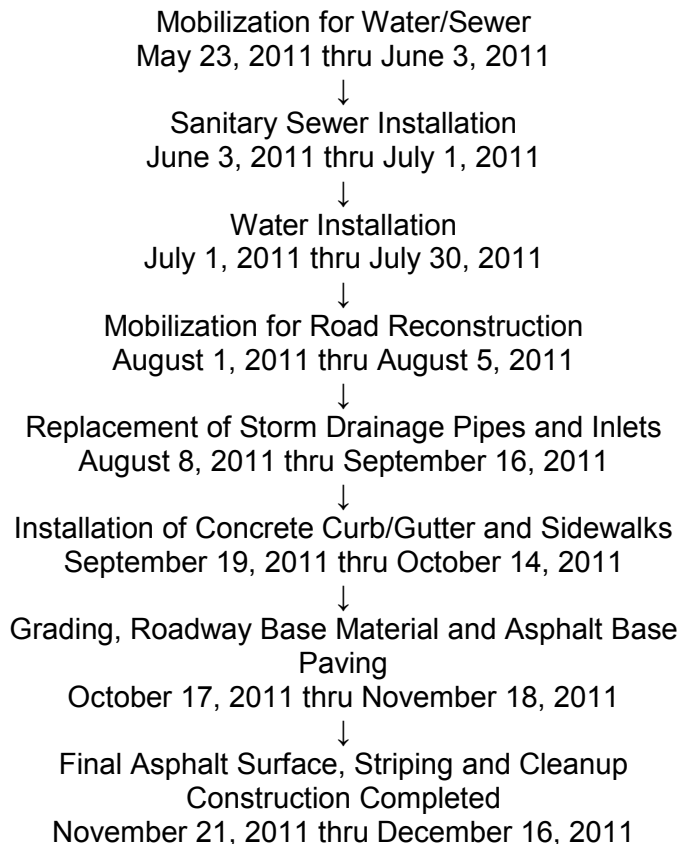 Mobilization for Water/Sewer
May 23, 2011 thru June 3, 2011
↓
Sanitary Sewer Installation
June 3, 2011 thru July 1, 2011
↓
Water Installation
July 1, 2011 thru July 30, 2011
↓
Mobilization for Road Reconstruction
August 1, 2011 thru August 5, 2011
↓
Replacement of Storm Drainage Pipes and Inlets
August 8, 2011 thru September 16, 2011
↓
Installation of Concrete Curb/Gutter and Sidewalks
September 19, 2011 thru October 14, 2011
↓
Grading, Roadway Base Material and Asphalt Base
Paving
October 17, 2011 thru November 18, 2011
↓
Final Asphalt Surface, Striping and Cleanup
Construction Completed
November 21, 2011 thru December 16, 2011